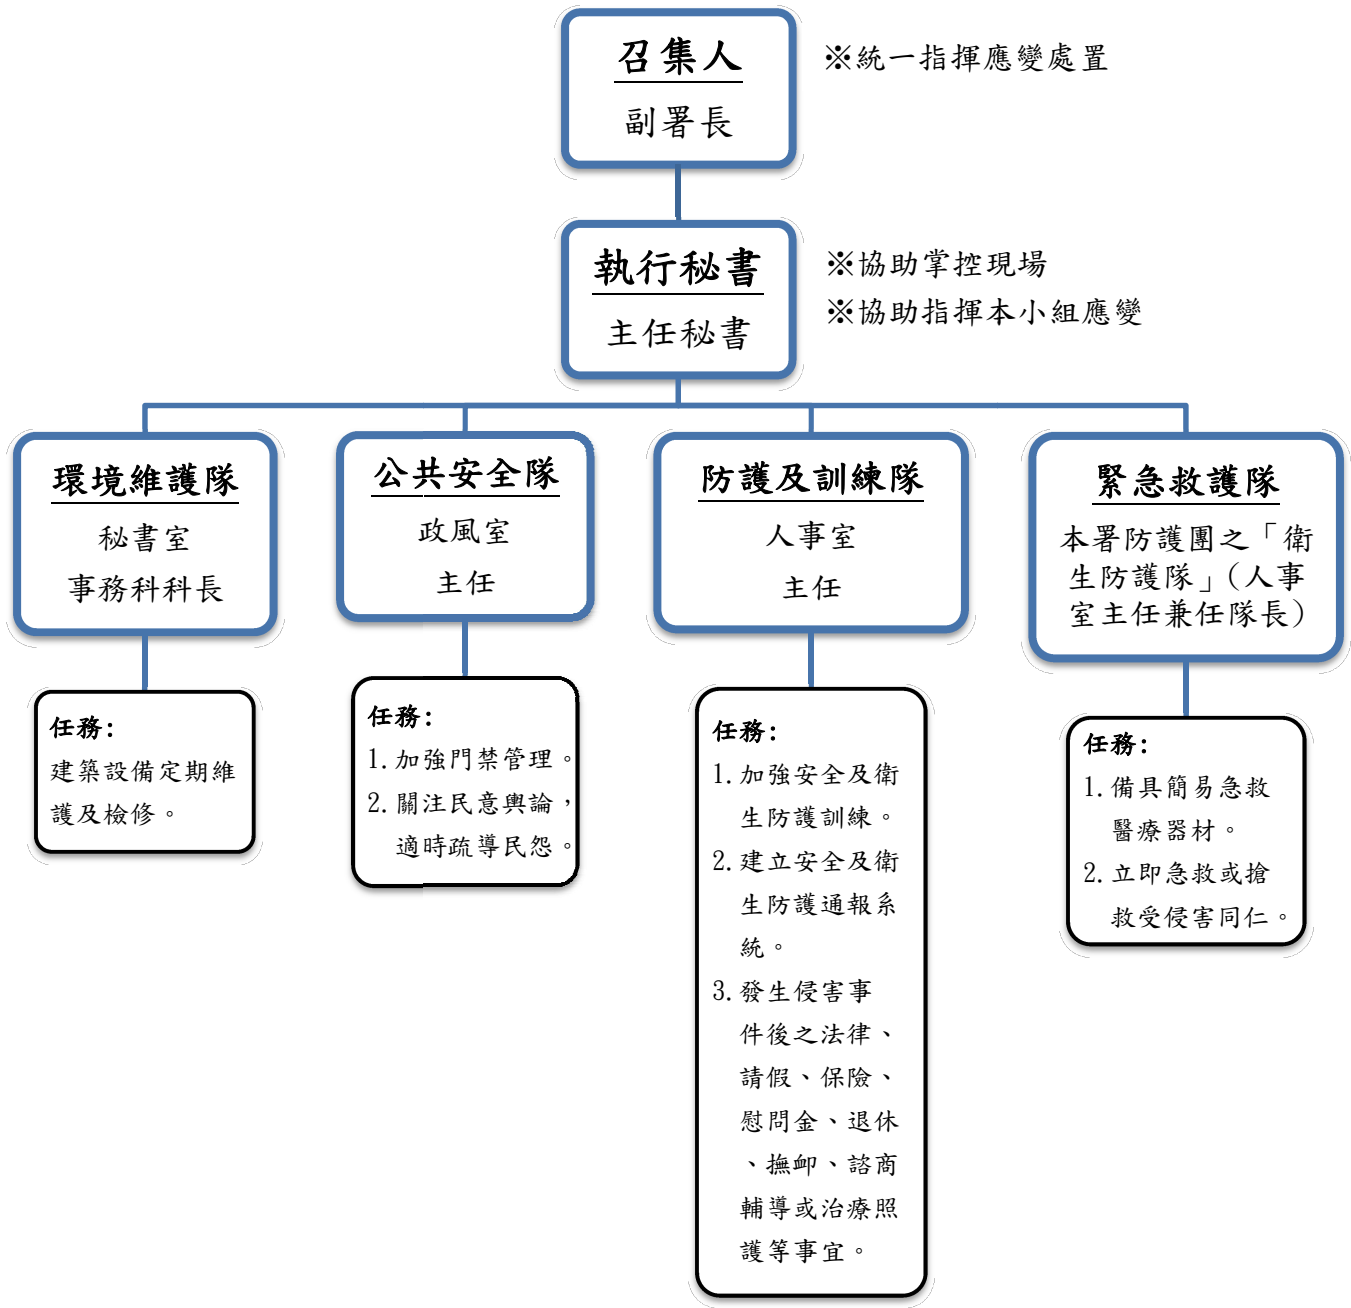 召集人
副署長
※統一指揮應變處置
執行秘書
主任秘書
※協助掌控現場
※協助指揮本小組應變
環境維護隊
秘書室
事務科科長
任務:
建築設備定期維
護及檢修。
公共安全隊
政風室
主任
任務:
1.加強門禁管理。
2.關注民意輿論，
適時疏導民怨。
防護及訓練隊
人事室
主任
任務:
1.加強安全及衛
生防護訓練。
2.建立安全及衛
生防護通報系
統。
3.發生侵害事
件後之法律、
請假、保險、
慰問金、退休
、撫卹、諮商
輔導或治療照
護等事宜。
緊急救護隊
本署防護團之「衛
生防護隊」(人事
室主任兼任隊長)
任務:
1.備具簡易急救
醫療器材。
2.立即急救或搶
救受侵害同仁。